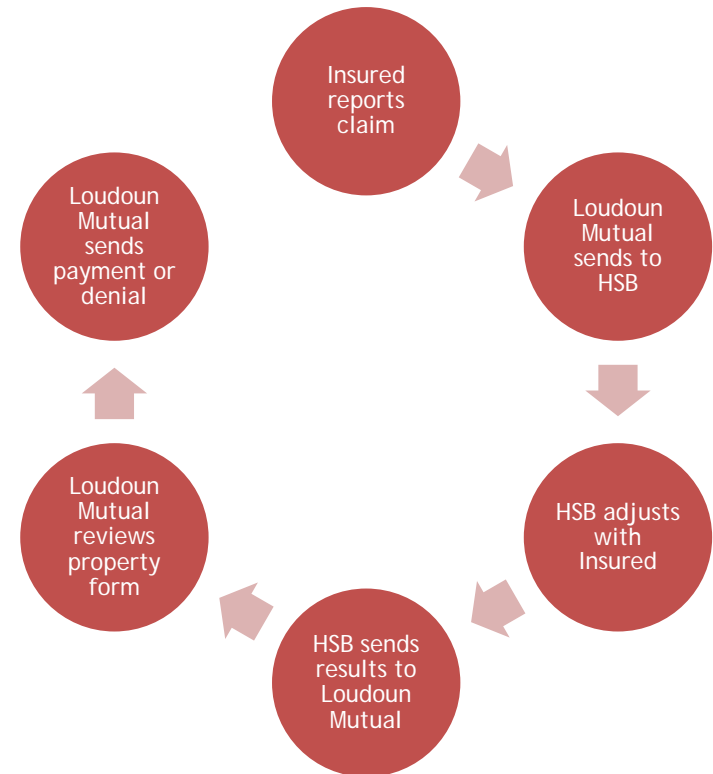 Insured
reports
claim
Loudoun
Mutual
sends to
HSB
HSB adjusts
with
Insured
HSB sends
results to
Loudoun
Mutual
Loudoun
Mutual
reviews
property
form
Loudoun
Mutual
sends
payment or
denial